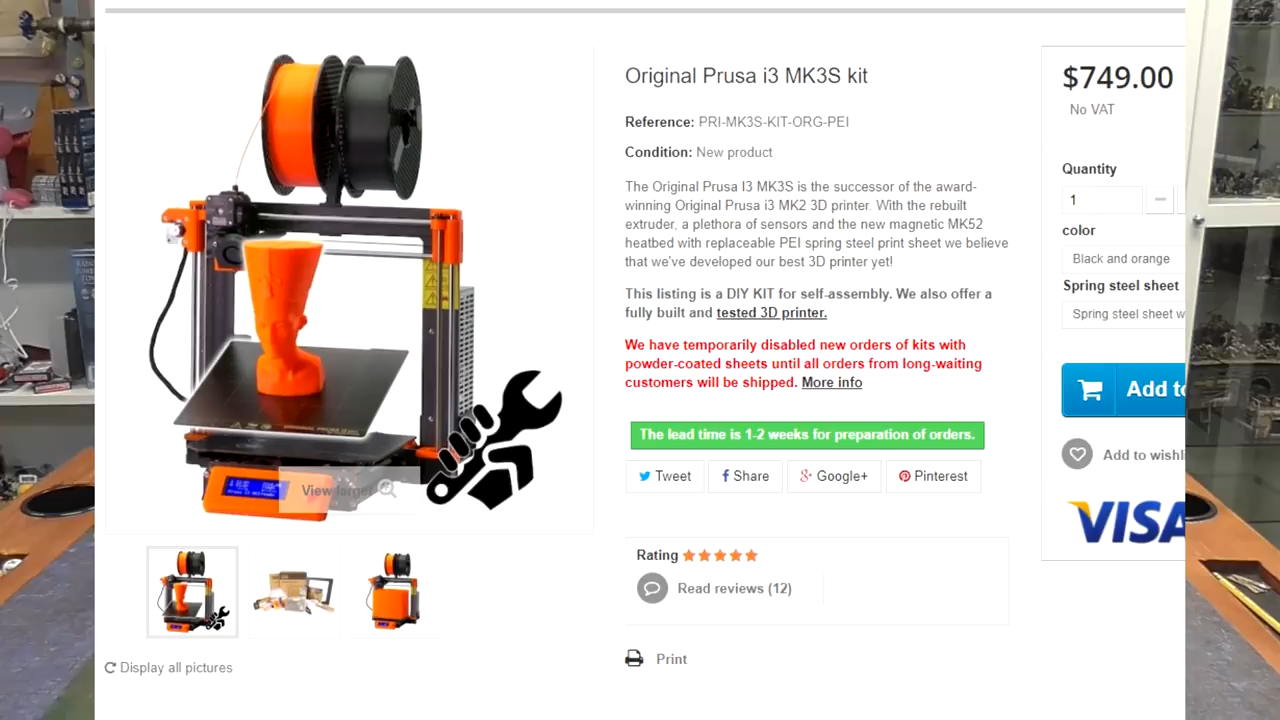 Original Prusa i3 MK3S kit
Reference: PRI-MK3S-KIT-ORG-PEI
Condition: New product
The Original Prusa I3 MK3S is the successor of the award-
winning Original Prusa i3 MK2 3D printer. With the rebuilt
extruder, a plethora of sensors and the new magnetic MK52
heatbed with replaceable PEI spring steel print sheet we believe
that we've developed our best 3D printer yet!
This listing is a DIY KIT for self-assembly. We also offer a
fully built and tested 3D printer.
We have temporarily disabled new orders of kits with
powder-coated sheets until all orders from long-waiting
customers will be shipped. More info
The lead time is 1-2 weeks for preparation of orders.
Tweet
Share
Google+
Pinterest
Rating
Read reviews (12)
Print
View larger
Display all pictures
$749.00
No VAT
Quantity
1
color
Black and orange
Spring steel sheet
Spring steel sheet w
Add to
Add to wishl
VISA